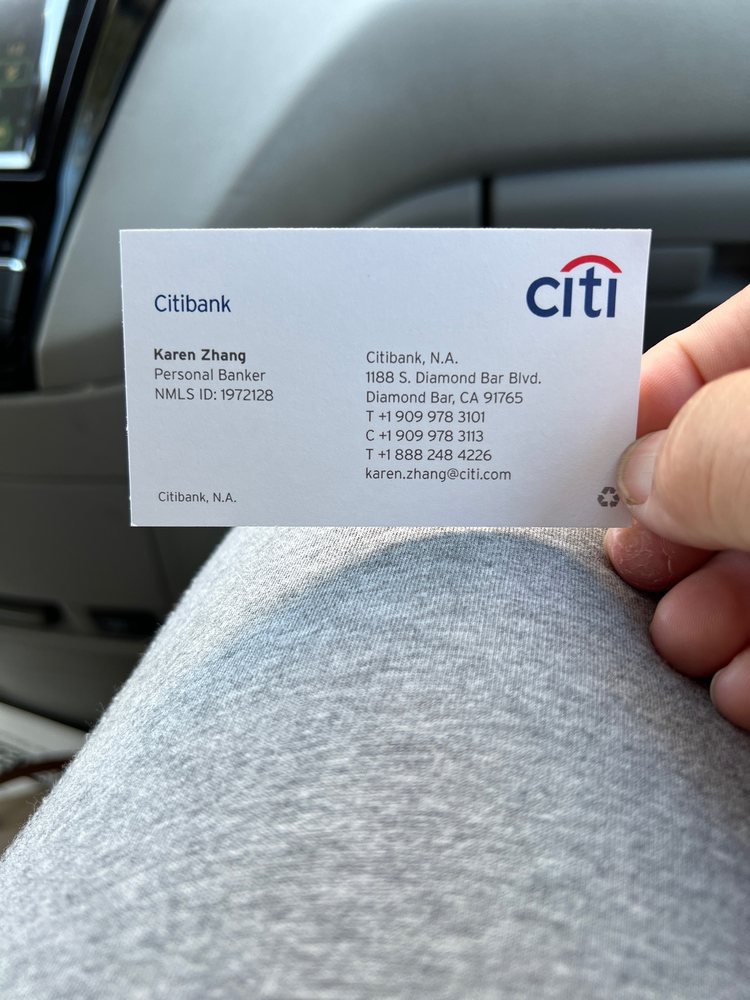 citi
Citibank
Karen Zhang
Personal Banker
NMLS ID: 1972128
Citibank, N.A.
Citibank, N.A.
1188 S. Diamond Bar Blvd.
Diamond Bar, CA 91765
T +1 909 978 3101
C +1 909 978 3113
T +1 888 248 4226
karen.zhang@citi.com